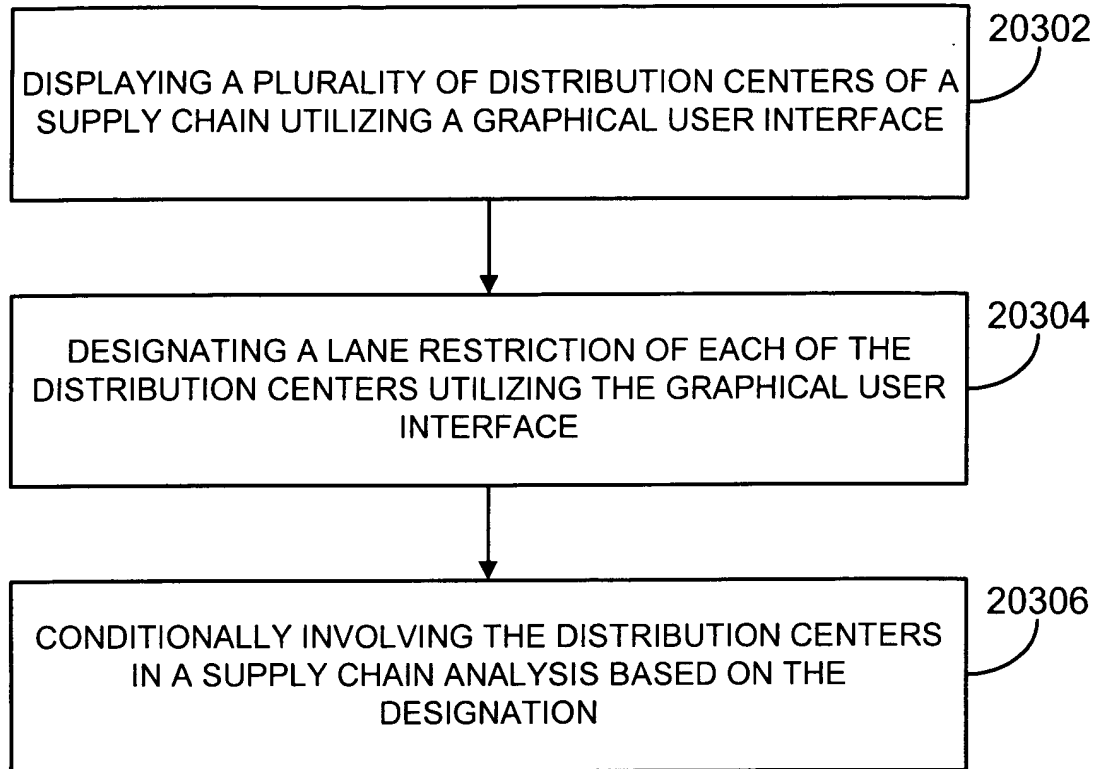 20302
DISPLAYING A PLURALITY OF DISTRIBUTION CENTERS OF A
SUPPLY CHAIN UTILIZING A GRAPHICAL USER INTERFACE
20304
DESIGNATING A LANE RESTRICTION OF EACH OF THE
DISTRIBUTION CENTERS UTILIZING THE GRAPHICAL USER
INTERFACE
20306
CONDITIONALLY INVOLVING THE DISTRIBUTION CENTERS
IN A SUPPLY CHAIN ANALYSIS BASED ON THE
DESIGNATION